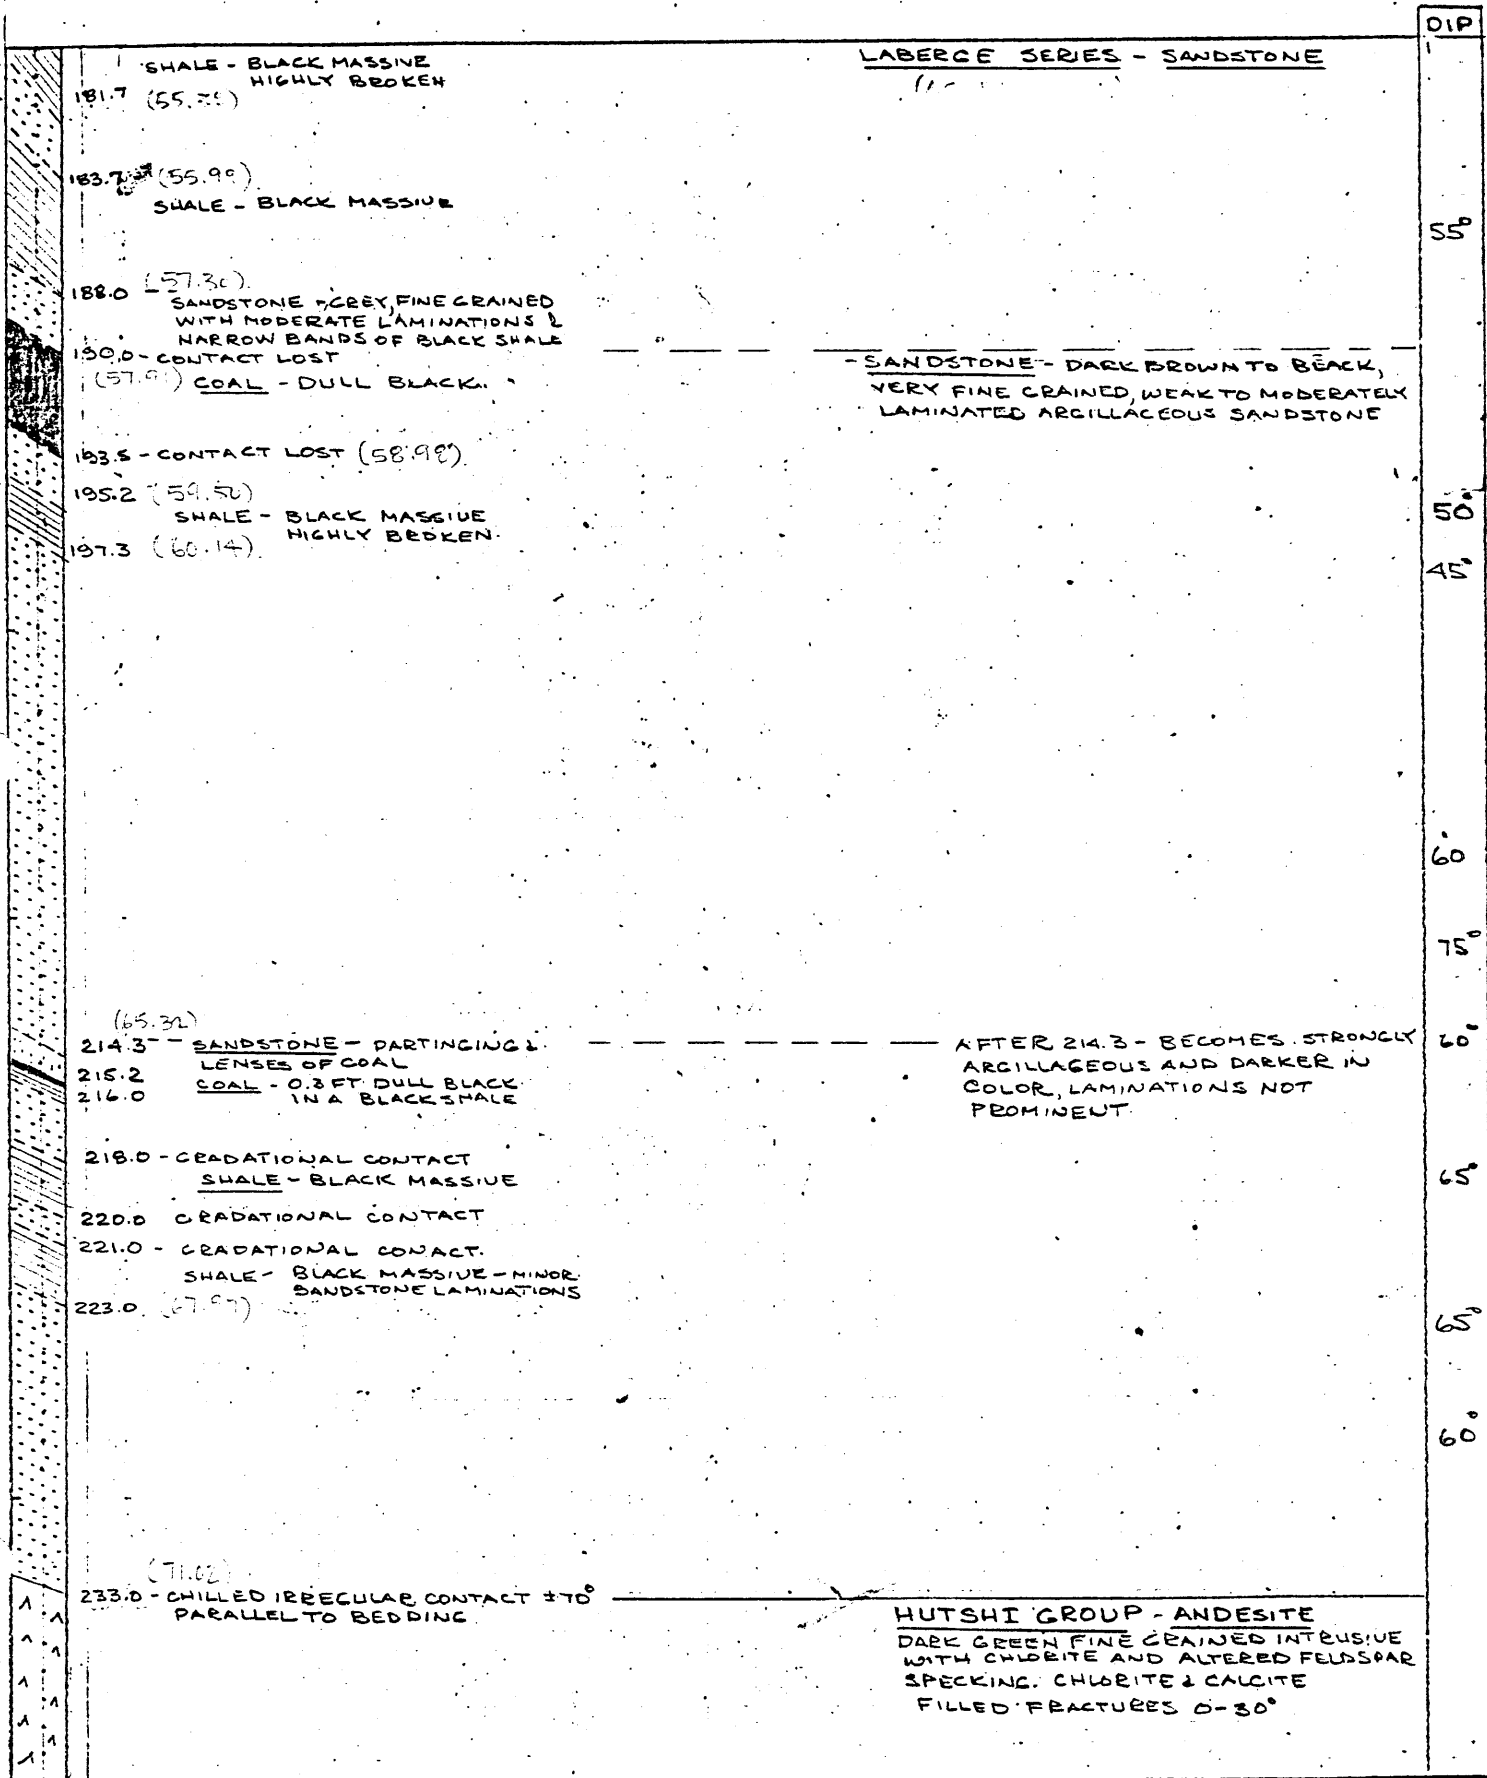 DIP
LABERGE SERIES - SANDSTONE
SHALE - BLACK MASSIVE
HIGHLY BROKEN
181.7
183.7 (55.99)
SHALE - BLACK MASSIVE
55°
188.0 - (57.30)
SANDSTONE - GREY, FINE GRAINED
WITH MODERATE LAMINATIONS &
NARROW BANDS OF BLACK SHALE
190.0 - CONTACT LOST
(57.91) COAL - DULL BLACK.
- SANDSTONE - DARK BROWN TO BLACK,
VERY FINE GRAINED, WEAK TO MODERATELY
LAMINATED ARGILLACEOUS SANDSTONE
193.5 - CONTACT LOST (58.98)
195.2 (59.50)
SHALE - BLACK MASSIVE
HIGHLY BROKEN.
50°
197.3 (60.14)
45°
60
75°
(65.32)
214.3 - SANDSTONE - PARTINGING &
LENSES OF COAL
215.2 COAL - 0.3 FT. DULL BLACK
216.0 IN A BLACK SHALE
AFTER 214.3 - BECOMES STRONGLY
ARGILLAGEOUS AND DARKER IN
COLOR, LAMINATIONS NOT
PROMINENT.
60°
218.0 - GRADATIONAL CONTACT
SHALE - BLACK MASSIVE
65°
220.0 GRADATIONAL CONTACT
221.0 - GRADATIONAL CONACT.
SHALE - BLACK MASSIVE - MINOR
SANDSTONE LAMINATIONS
223.0 (67.97)
65°
60°
(71.02)
233.0 - CHILLED IRREGULAR CONTACT ±70°
PARALLEL TO BEDDING
HUTSHI GROUP - ANDESITE
DARK GREEN FINE GRAINED INTRUSIVE
WITH CHLORITE AND ALTERED FELDSPAR
SPECKING. CHLORITE & CALCITE
FILLED FRACTURES 0-30°